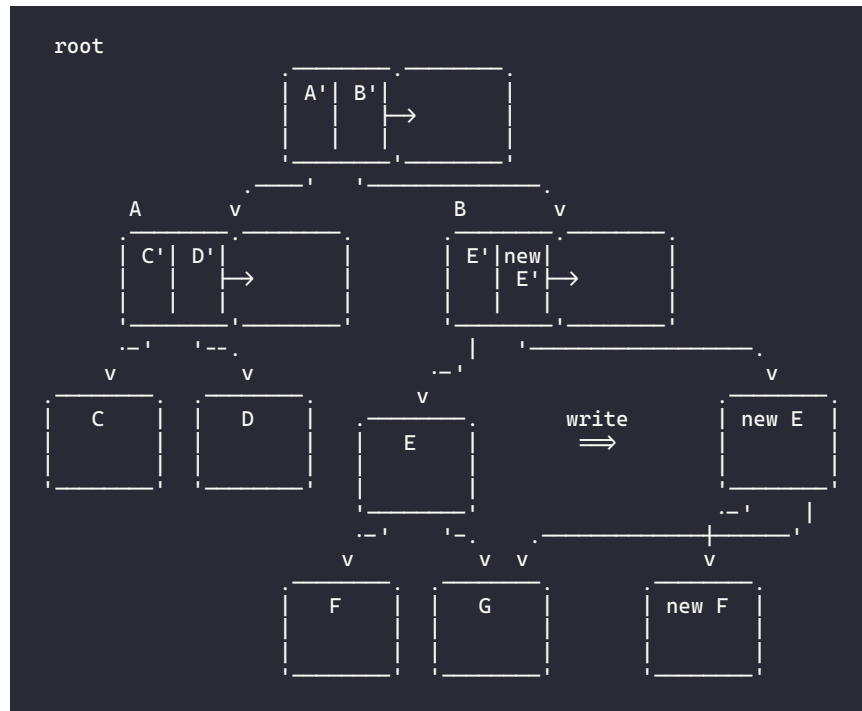 root
A'| B'|
A B
C'| D'|
E'|new|
E'
C D
E
write
new E
F G new F